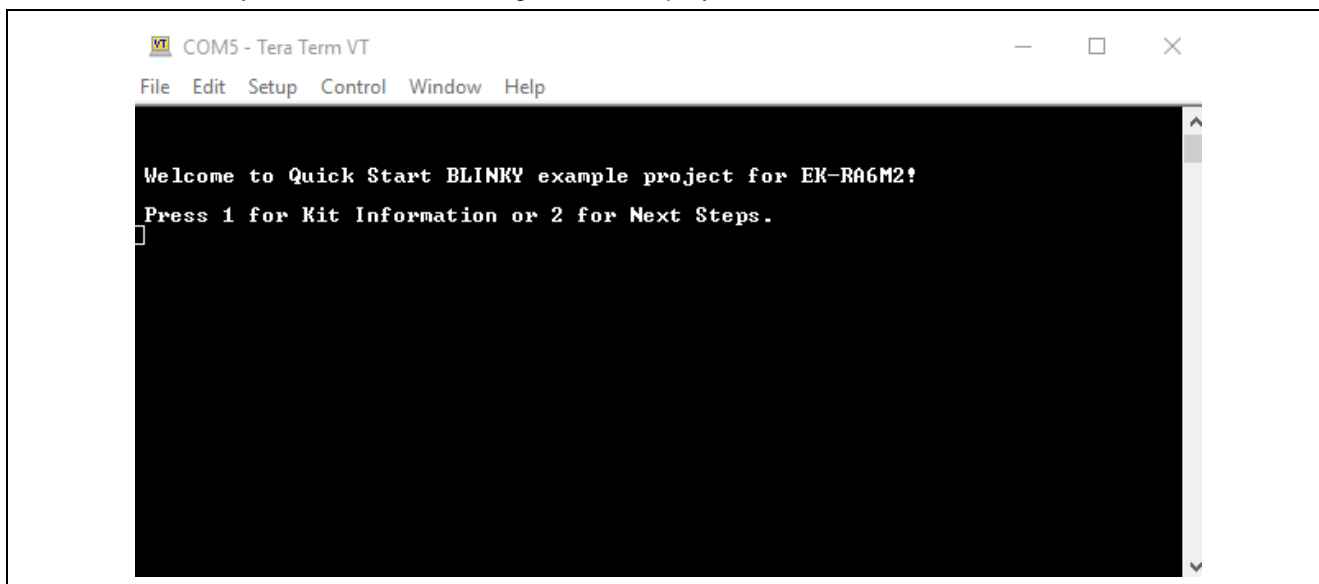 COM5 - Tera Term VT
File Edit Setup Control Window Help
Welcome to Quick Start BLINKY example project for EK-RA6M2!
Press 1 for Kit Information or 2 for Next Steps.